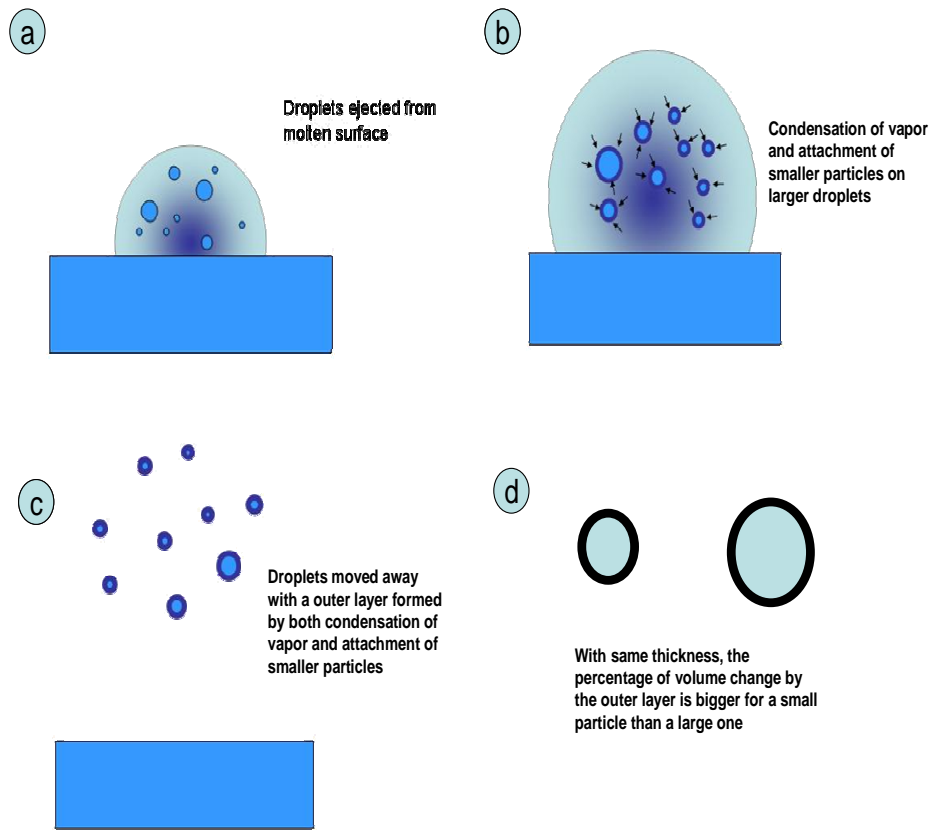 a
Droplets ejected from
molten surface
b
Condensation of vapor
and attachment of
smaller particles on
larger droplets
c
Droplets moved away
with a outer layer formed
by both condensation of
vapor and attachment of
smaller particles
d
With same thickness, the
percentage of volume change by
the outer layer is bigger for a small
particle than a large one